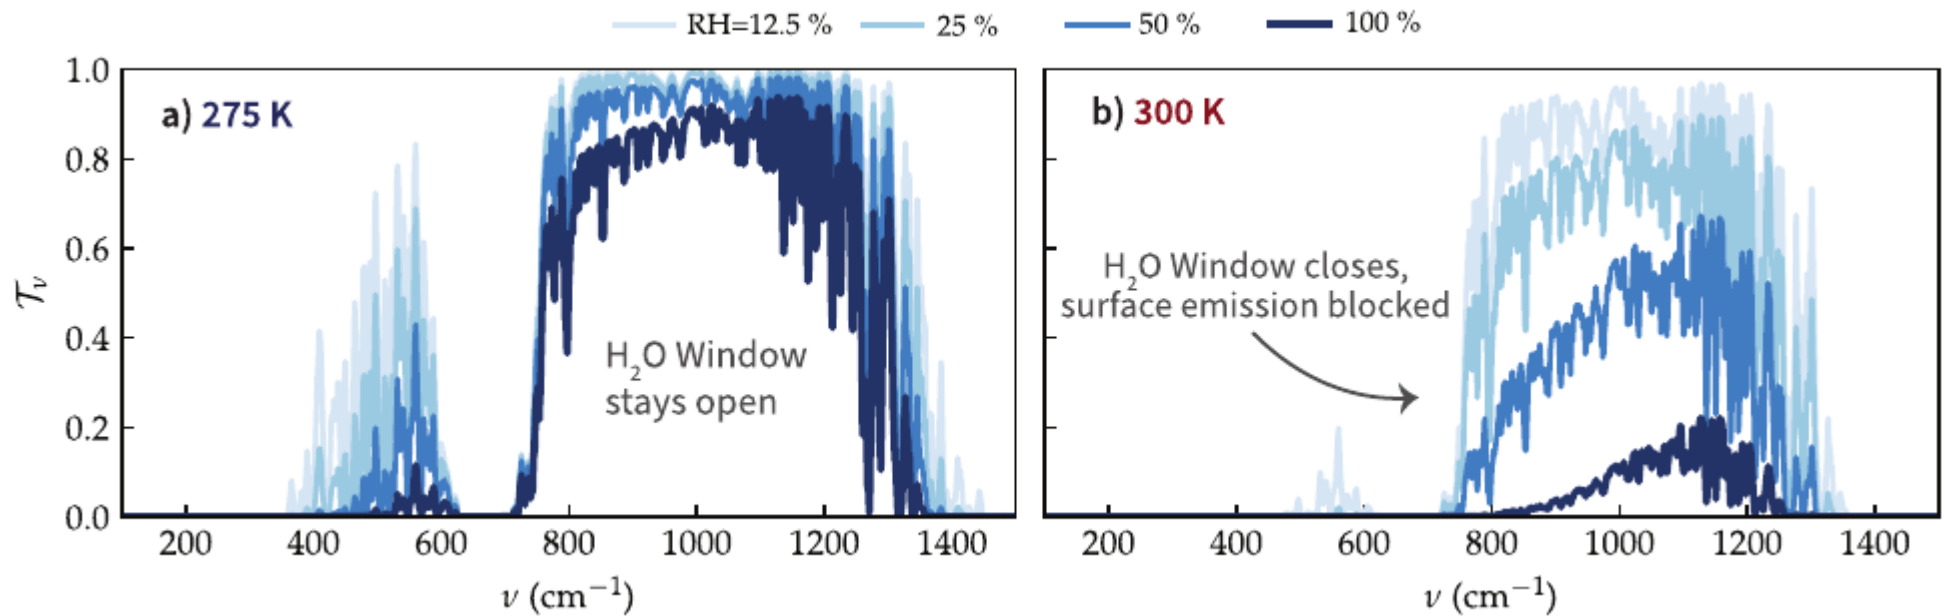 RH=12.5 % 25 % 50 % 100 %
a) 275 K
b) 300 K
1.0
0.8
0.6
0.4
0.2
0.0
𝒯ν
H₂O Window
stays open
H₂O Window closes,
surface emission blocked
200 400 600 800 1000 1200 1400
200 400 600 800 1000 1200 1400
ν (cm⁻¹)
ν (cm⁻¹)